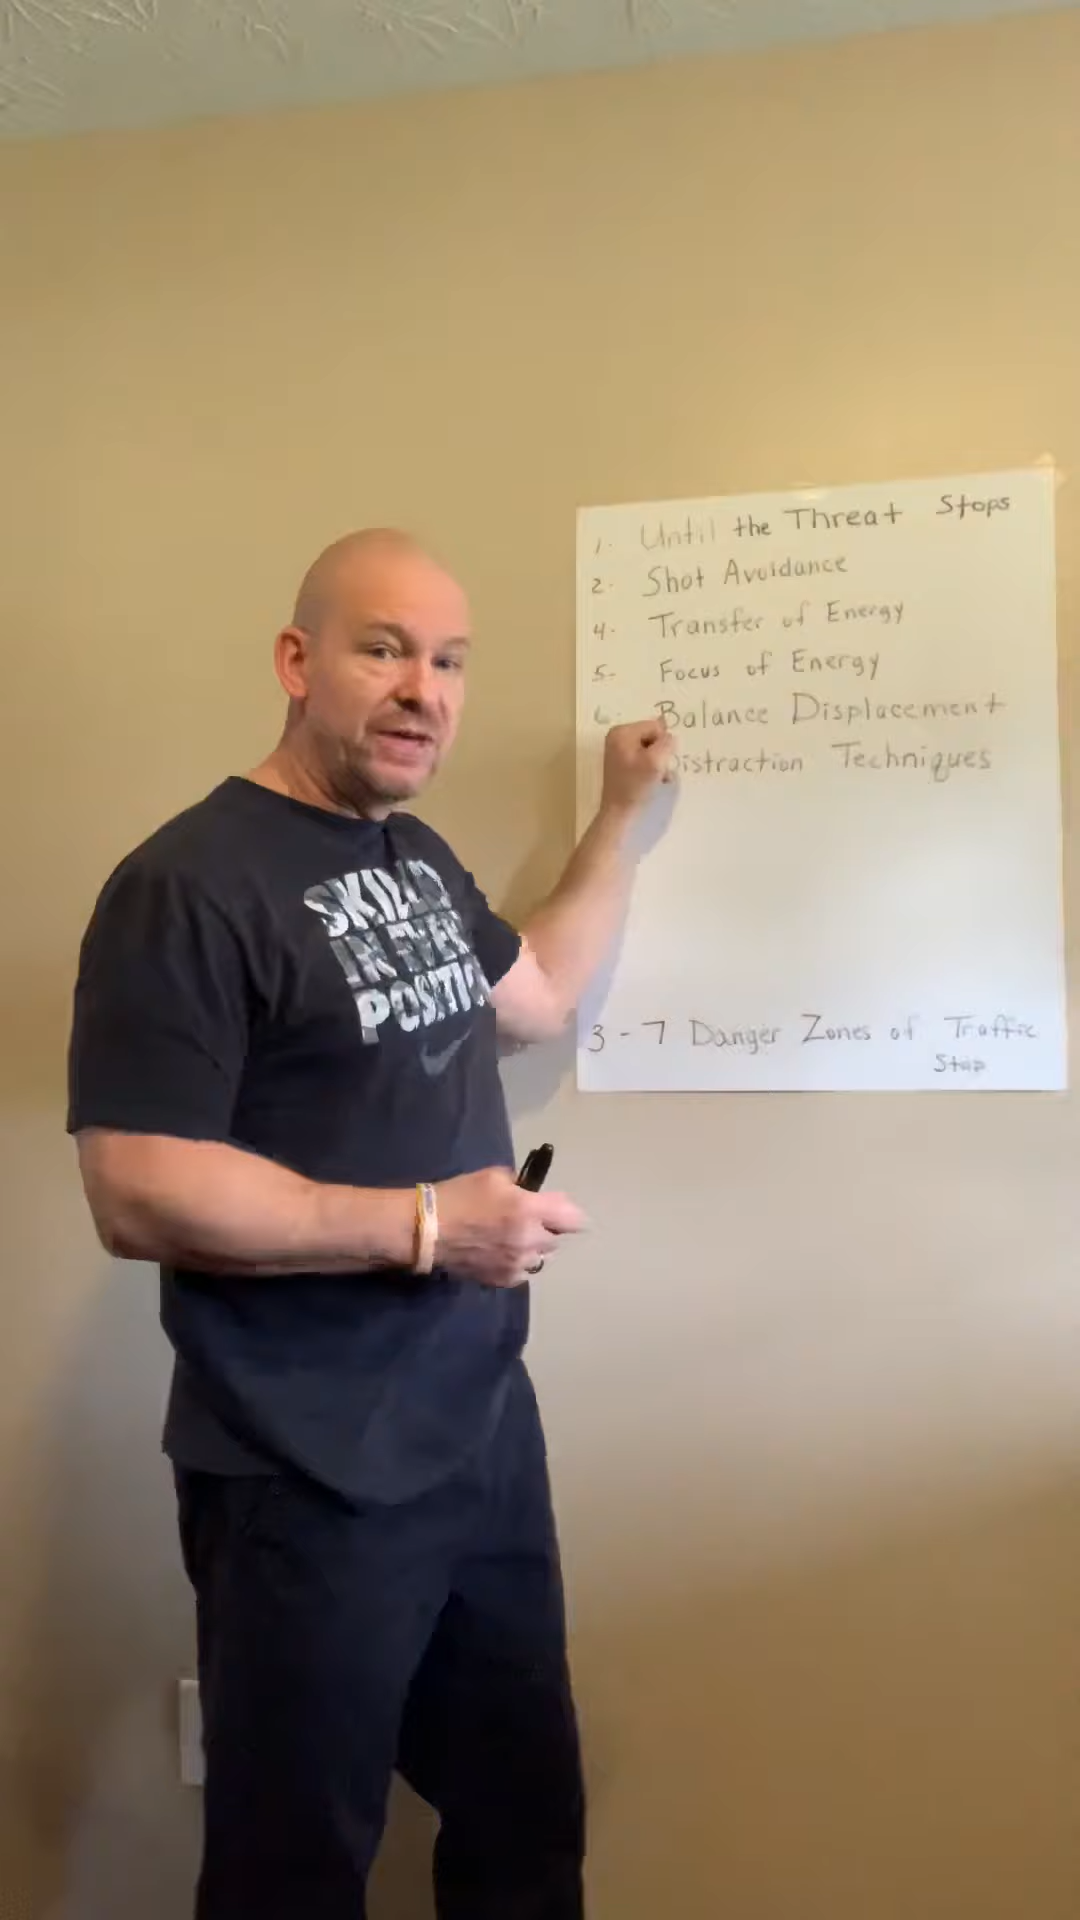 1. Until the Threat Stops
2. Shot Avoidance
4. Transfer of Energy
5- Focus of Energy
6. Balance Displacement
Distraction Techniques
SKILLS
IN EVERY
POSITION
3 - 7 Danger Zones of Traffic
Stop